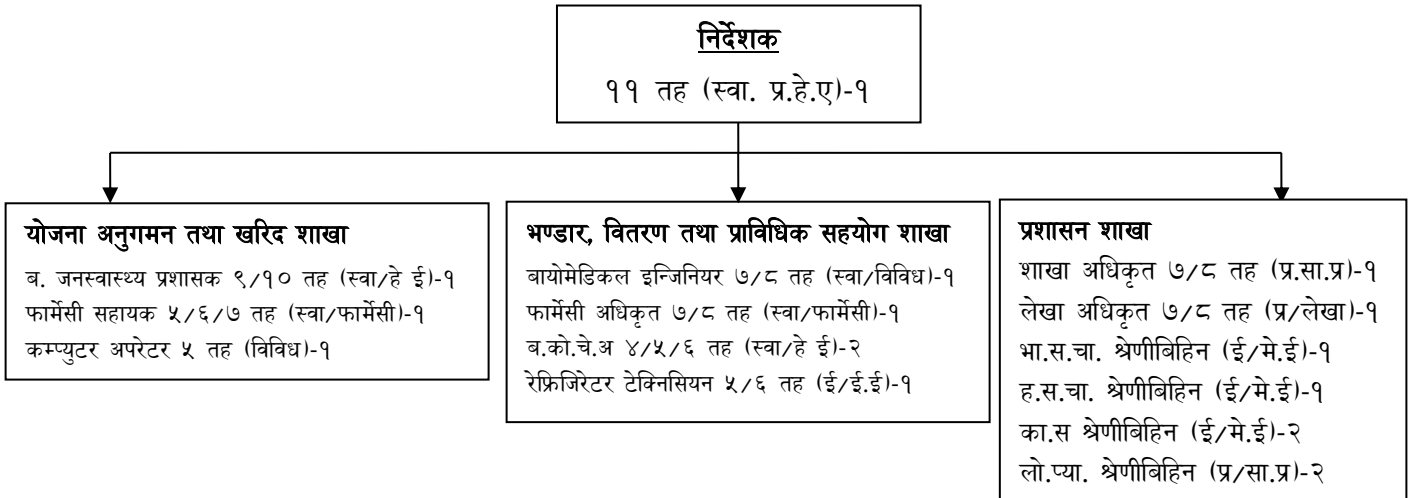 निर्देशक
११ तह (स्वा. प्र.हे.ए)-१
योजना अनुगमन तथा खरिद शाखा
ब. जनस्वास्थ्य प्रशासक ९/१० तह (स्वा/हे ई)-१
फार्मेसी सहायक ५/६/७ तह (स्वा/फार्मेसी)-१
कम्प्युटर अपरेटर ५ तह (विविध)-१
भण्डार, वितरण तथा प्राविधिक सहयोग शाखा
बायोमेडिकल इन्जिनियर ७/८ तह (स्वा/विविध)-१
फार्मेसी अधिकृत ७/८ तह (स्वा/फार्मेसी)-१
ब.को.चे.अ ४/५/६ तह (स्वा/हे ई)-२
रेफ्रिजिरेटर टेक्निसियन ५/६ तह (ई/ई.ई)-१
प्रशासन शाखा
शाखा अधिकृत ७/८ तह (प्र.सा.प्र)-१
लेखा अधिकृत ७/८ तह (प्र/लेखा)-१
भा.स.चा. श्रेणीबिहिन (ई/मे.ई)-१
ह.स.चा. श्रेणीबिहिन (ई/मे.ई)-१
का.स श्रेणीबिहिन (ई/मे.ई)-२
लो.प्या. श्रेणीबिहिन (प्र/सा.प्र)-२